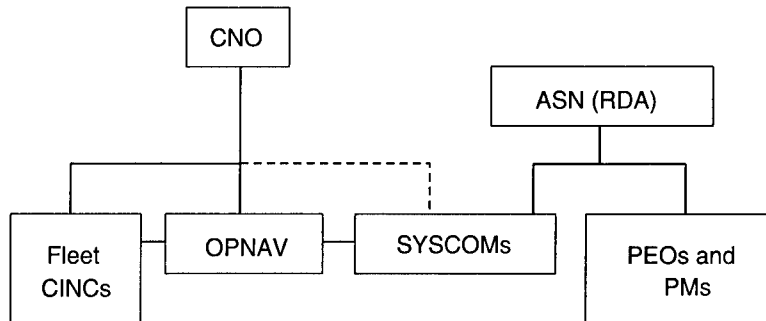 CNO
ASN (RDA)
Fleet
CINCs
OPNAV
SYSCOMs
PEOs and
PMs